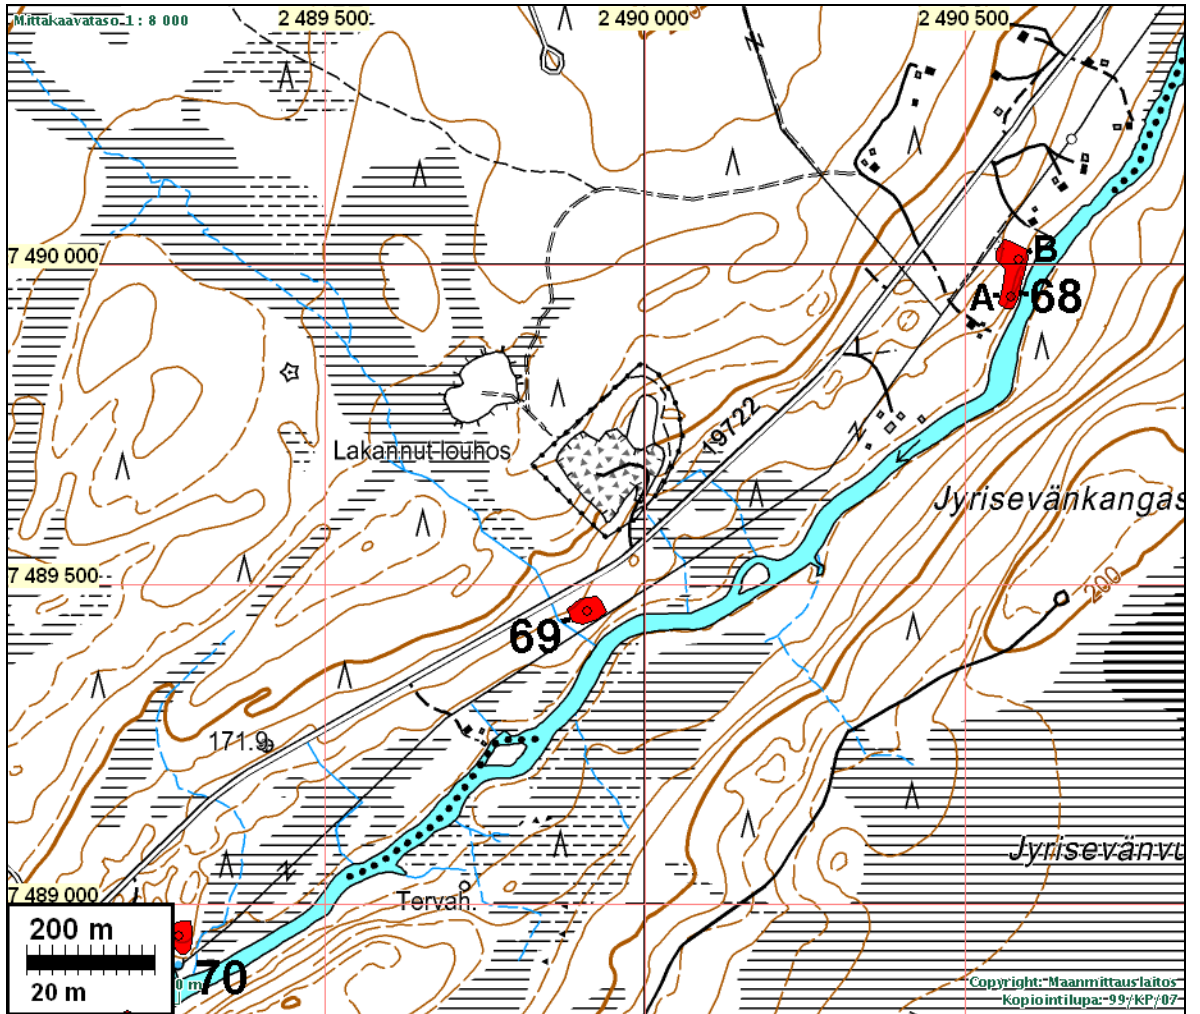 Mittakaavataso 1 : 8 000
2 489 500
2 490 000
2 490 500
7 490 000
B
A
68
19722
Lakannut louhos
Jyrisevänkangas
7 489 500
200
69
171.9
Jyrisevänvu
7 489 000
Tervah.
200 m
20 m
70
0 m
Copyright: Maanmittauslaitos
Kopiointilupa: 99/KP/07